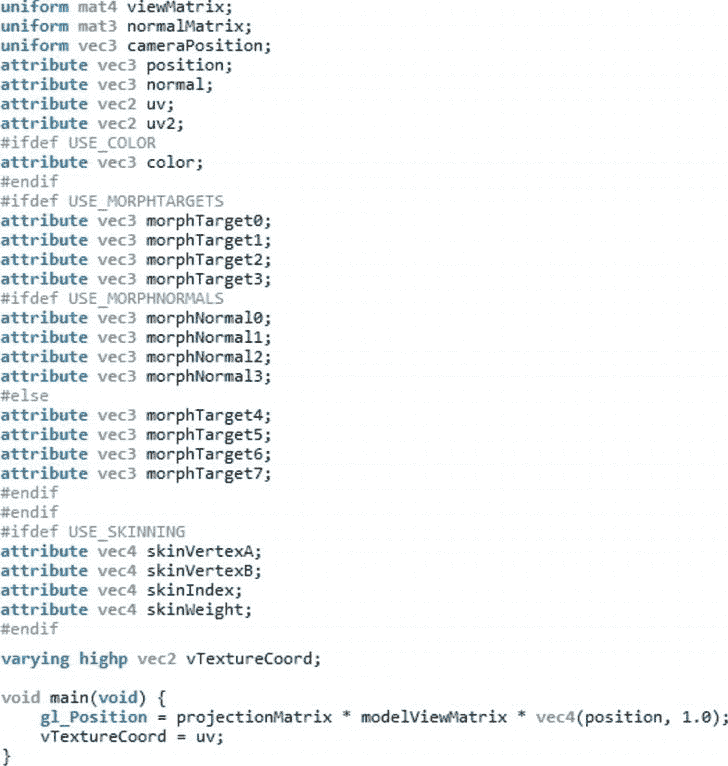 uniform mat4 viewMatrix;
uniform mat3 normalMatrix;
uniform vec3 cameraPosition;
attribute vec3 position;
attribute vec3 normal;
attribute vec2 uv;
attribute vec2 uv2;
#ifdef USE_COLOR
attribute vec3 color;
#endif
#ifdef USE_MORPHTARGETS
attribute vec3 morphTarget0;
attribute vec3 morphTarget1;
attribute vec3 morphTarget2;
attribute vec3 morphTarget3;
#ifdef USE_MORPHNORMALS
attribute vec3 morphNormal0;
attribute vec3 morphNormal1;
attribute vec3 morphNormal2;
attribute vec3 morphNormal3;
#else
attribute vec3 morphTarget4;
attribute vec3 morphTarget5;
attribute vec3 morphTarget6;
attribute vec3 morphTarget7;
#endif
#endif
#ifdef USE_SKINNING
attribute vec4 skinVertexA;
attribute vec4 skinVertexB;
attribute vec4 skinIndex;
attribute vec4 skinWeight;
#endif
varying highp vec2 vTextureCoord;
void main(void) {
gl_Position = projectionMatrix * modelViewMatrix * vec4(position, 1.0);
vTextureCoord = uv;
}